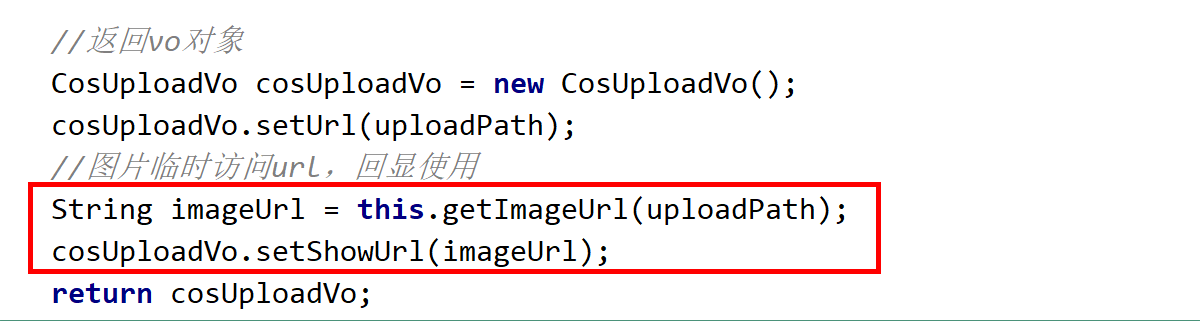 //返回vo对象
CosUploadVo cosUploadVo = new CosUploadVo();
cosUploadVo.setUrl(uploadPath);
//图片临时访问url，回显使用
String imageUrl = this.getImageUrl(uploadPath);
cosUploadVo.setShowUrl(imageUrl);
return cosUploadVo;